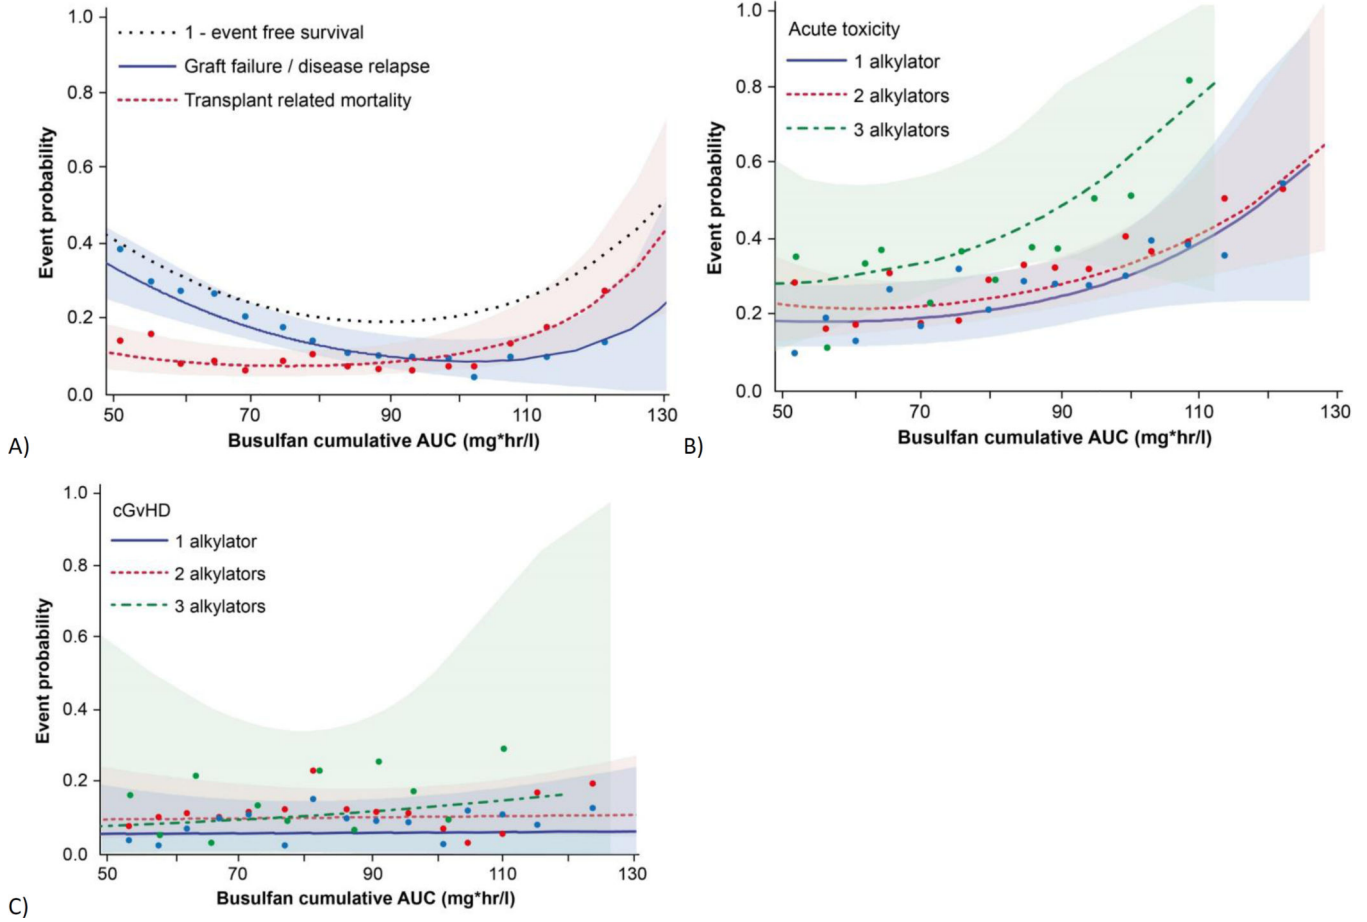 1.0
0.8
0.6
0.4
0.2
0.0
Event probability
1 - event free survival
Graft failure / disease relapse
Transplant related mortality
50
70
90
110
130
Busulfan cumulative AUC (mg*hr/l)
A)
1.0
0.8
0.6
0.4
0.2
0.0
Event probability
Acute toxicity
1 alkylator
2 alkylators
3 alkylators
50
70
90
110
130
Busulfan cumulative AUC (mg*hr/l)
B)
1.0
0.8
0.6
0.4
0.2
0.0
Event probability
cGvHD
1 alkylator
2 alkylators
3 alkylators
50
70
90
110
130
Busulfan cumulative AUC (mg*hr/l)
C)